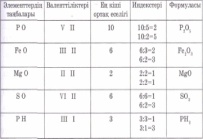 Элементтердің таңбалары Валенттіліктері Ең кіші ортақ еселігі Индекстері Формуласы
P O V II 10 10:5=2 P₂O₅
10:2=5
Fe O III II 6 6:3=2 Fe₂O₃
6:2=3
Mg O II II 2 2:2=1 MgO
2:2=1
S O VI II 6 6:6=1 SO₃
6:2=3
P H III I 3 3:3=1 PH₃
3:1=3